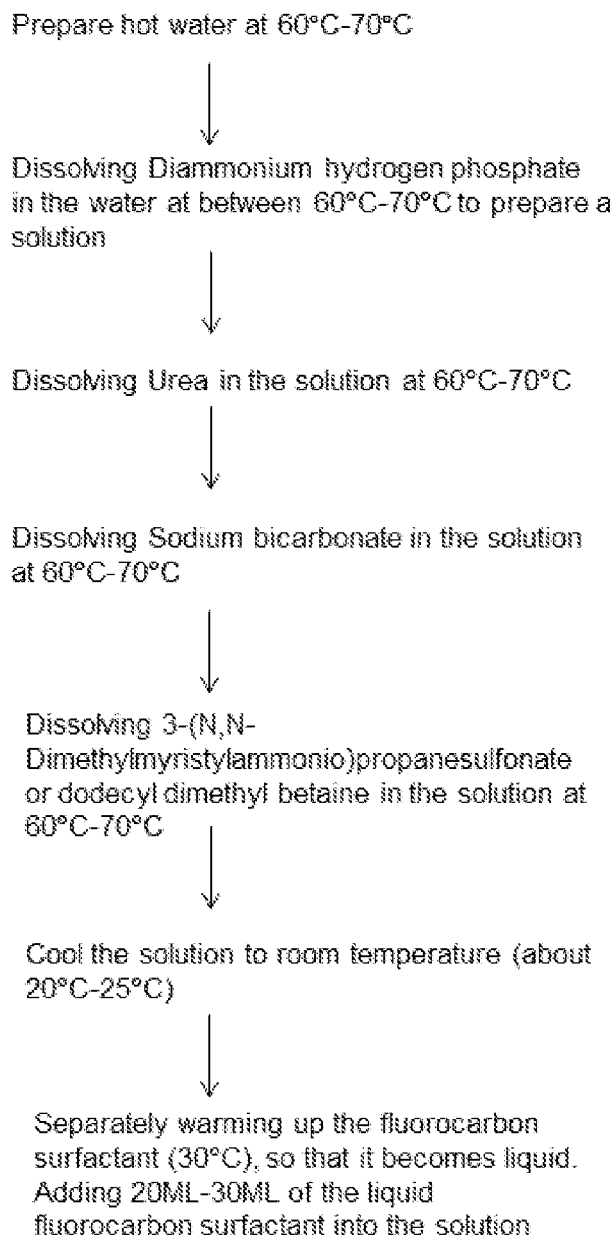 Prepare hot water at 60°C-70°C
Dissolving Diammonium hydrogen phosphate
in the water at between 60°C-70°C to prepare a
solution
Dissolving Urea in the solution at 60°C-70°C
Dissolving Sodium bicarbonate in the solution
at 60°C-70°C
Dissolving 3-(N,N-
Dimethylmyristylammonio)propanesulfonate
or dodecyl dimethyl betaine in the solution at
60°C-70°C
Cool the solution to room temperature (about
20°C-25°C)
Separately warming up the fluorocarbon
surfactant (30°C), so that it becomes liquid.
Adding 20ML-30ML of the liquid
fluorocarbon surfactant into the solution